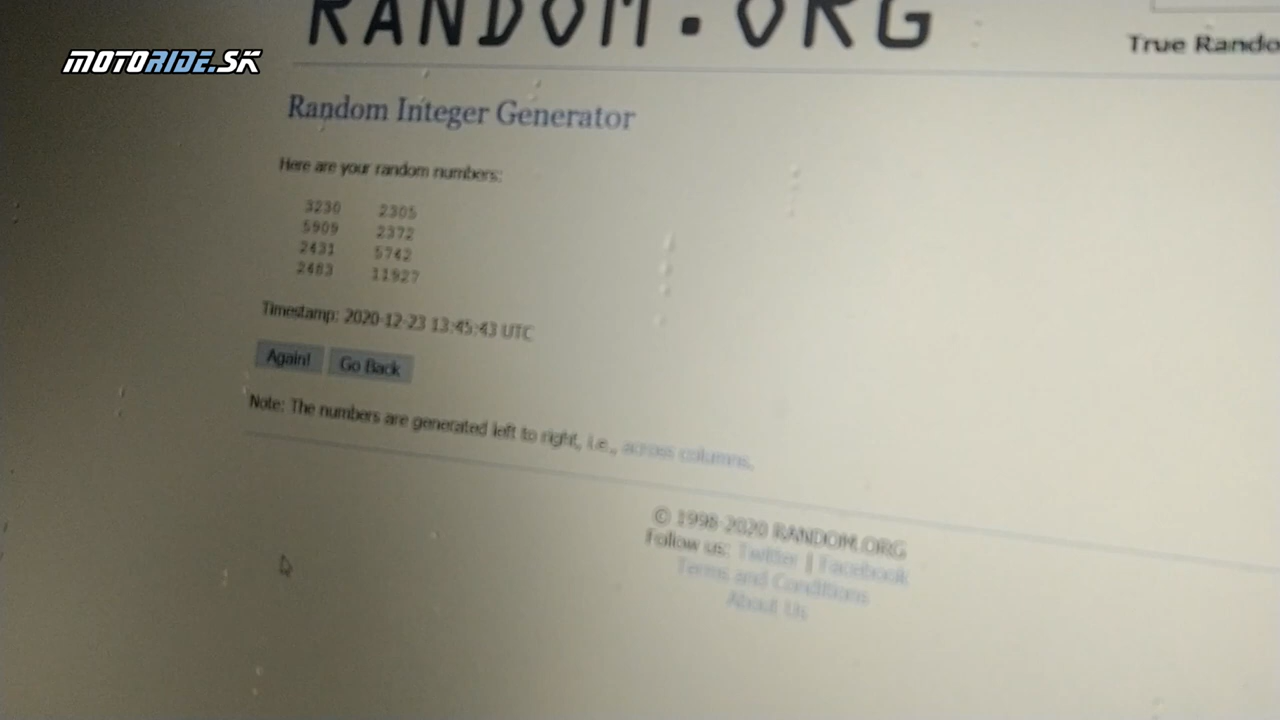 RANDOM.ORG
True Rando
MOTORIDE.SK
Random Integer Generator
Here are your random numbers:
3230 2305
5909 2372
2431 5742
2483 11927
Timestamp: 2020-12-23 13:45:43 UTC
Again! Go Back
Note: The numbers are generated left to right, i.e., across columns.
© 1998-2020 RANDOM.ORG
Follow us: Twitter | Facebook
Terms and Conditions
About Us